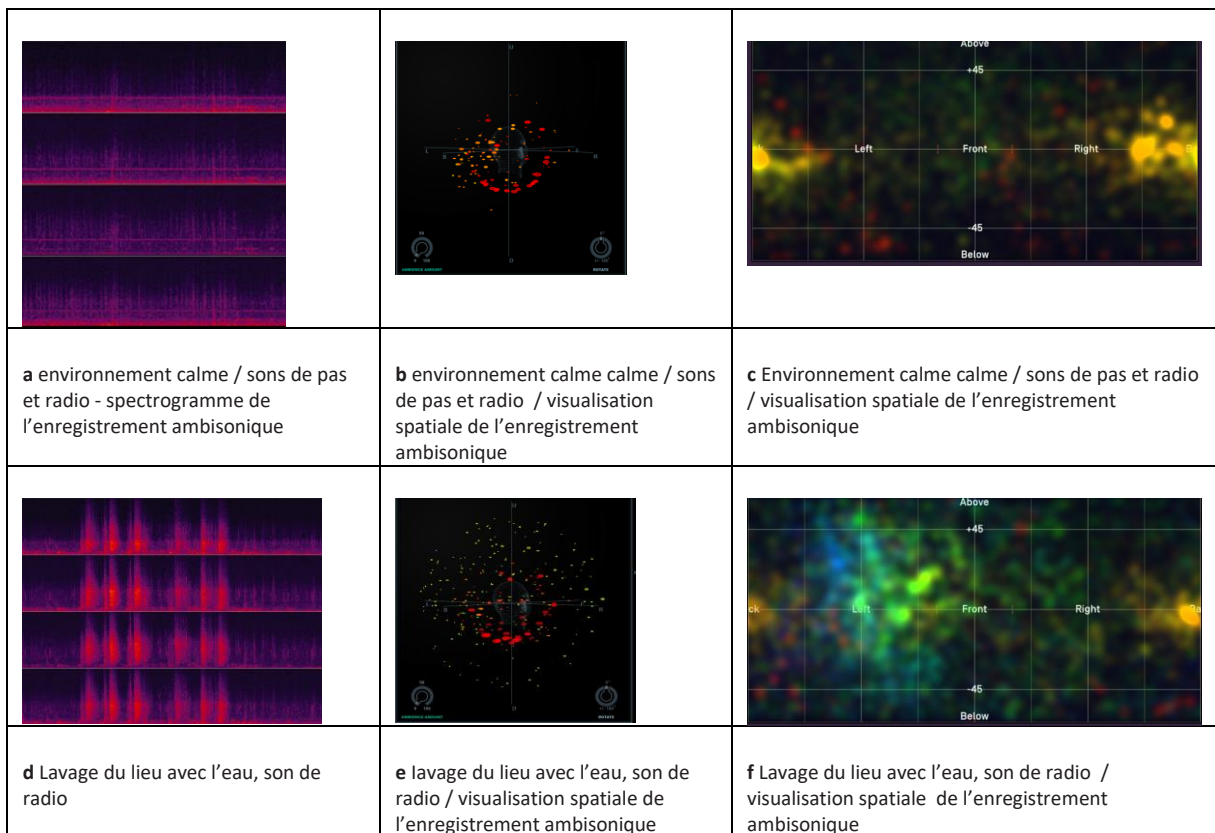 Above
+45
Left
Front
Right
-45
Below
a environnement calme / sons de pas
et radio - spectrogramme de
l’enregistrement ambisonique
b environnement calme calme / sons
de pas et radio / visualisation
spatiale de l’enregistrement
ambisonique
c Environnement calme calme / sons de pas et radio
/ visualisation spatiale de l’enregistrement
ambisonique
Above
+45
ck
Left
Front
Right
Ba
-45
Below
d Lavage du lieu avec l’eau, son de
radio
e lavage du lieu avec l’eau, son de
radio / visualisation spatiale de
l’enregistrement ambisonique
f Lavage du lieu avec l’eau, son de radio /
visualisation spatiale de l’enregistrement
ambisonique